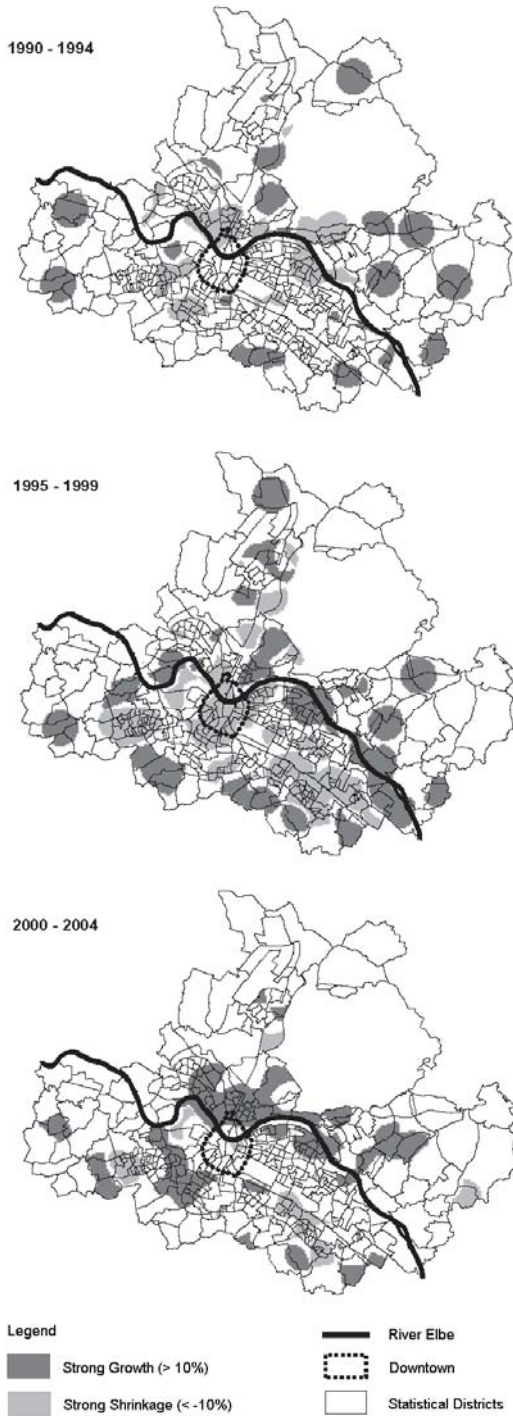 1990 - 1994
1995 - 1999
2000 - 2004
Legend
Strong Growth (> 10%)
Strong Shrinkage (< -10%)
River Elbe
Downtown
Statistical Districts